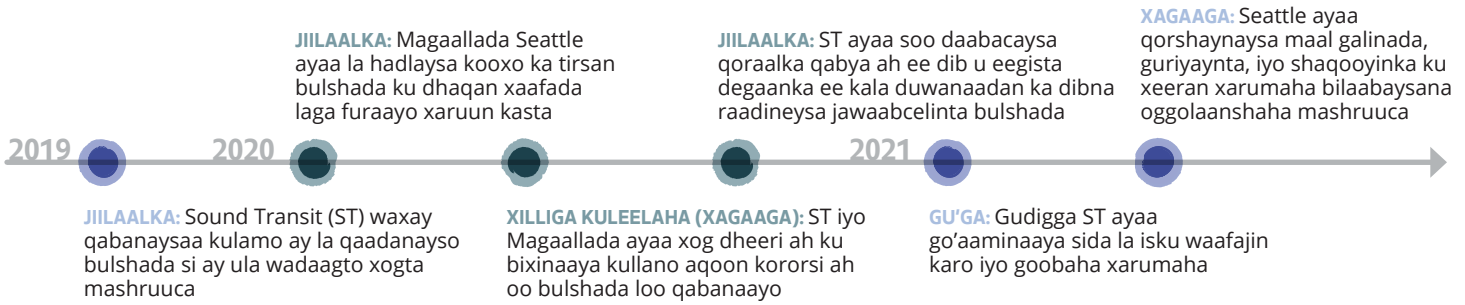 2019
JIILAALKA: Sound Transit (ST) waxay
qabanaysaa kulamo ay la qaadanayso
bulshada si ay ula wadaagto xogta
mashruuca
2020
JIILAALKA: Magaallada Seattle
ayaa la hadlaysa kooxo ka tirsan
bulshada ku dhaqan xaafada
laga furaayo xaruun kasta
XILLIGA KULEELAHA (XAGAAGA): ST iyo
Magaallada ayaa xog dheeri ah ku
bixinaaya kullano aqoon kororsi ah
oo bulshada loo qabanaayo
JIILAALKA: ST ayaa soo daabacaysa
qoraalka qabya ah ee dib u eegista
degaanka ee kala duwanaadan ka dibna
raadineysa jawaabcelinta bulshada
2021
GU'GA: Gudigga ST ayaa
go'aaminaaya sida la isku waafajin
karo iyo goobaha xarumaha
XAGAAGA: Seattle ayaa
qorshaynaysa maal galinada,
guriyaynta, iyo shaqooyinka ku
xeeran xarumaha bilaabaysana
oggolaanshaha mashruuca